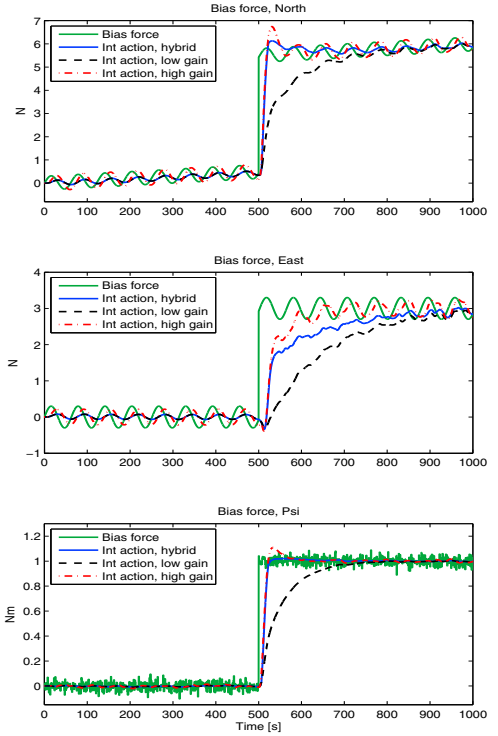 Bias force, North
7
6
5
4
3
2
1
0
N
Bias force
Int action, hybrid
Int action, low gain
Int action, high gain
0 100 200 300 400 500 600 700 800 900 1000
Bias force, East
4
3
2
1
0
−1
N
Bias force
Int action, hybrid
Int action, low gain
Int action, high gain
0 100 200 300 400 500 600 700 800 900 1000
Bias force, Psi
1.2
1
0.8
0.6
0.4
0.2
0
Nm
Bias force
Int action, hybrid
Int action, low gain
Int action, high gain
0 100 200 300 400 500 600 700 800 900 1000
Time [s]